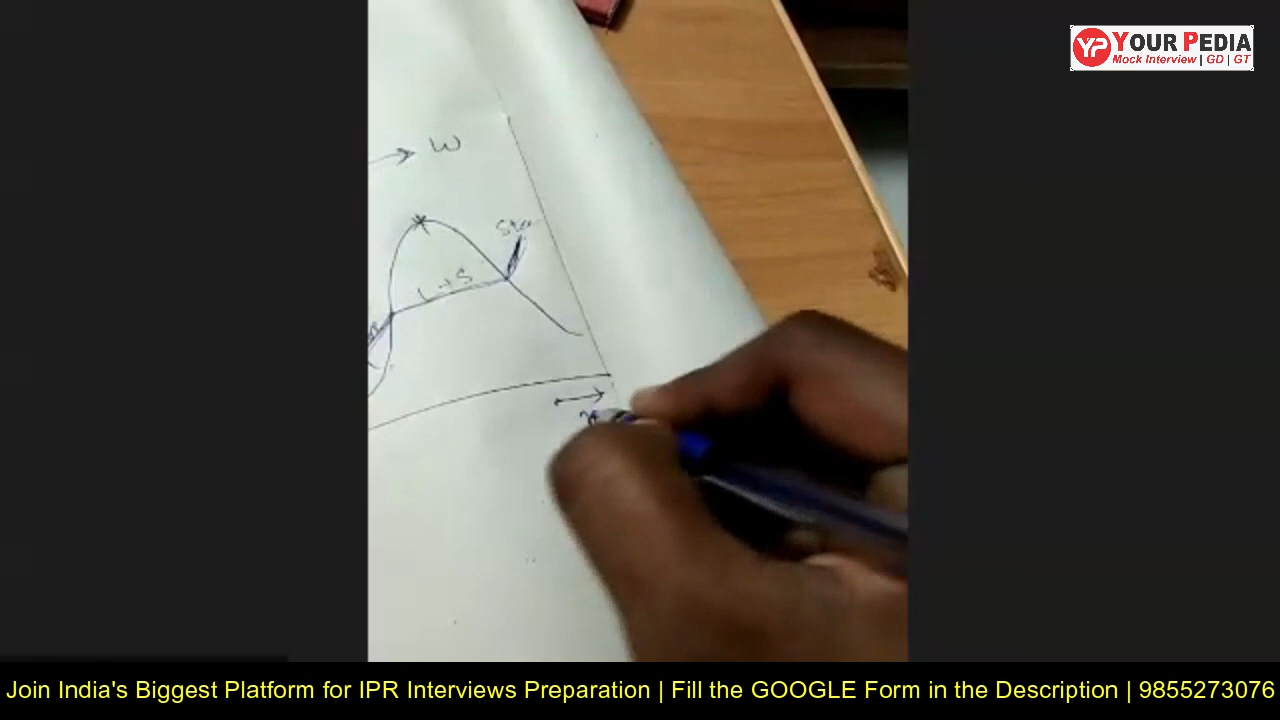 YP YOUR PEDIA
Mock Interview | GD | GT
W
L+S
Join India's Biggest Platform for IPR Interviews Preparation | Fill the GOOGLE Form in the Description | 9855273076